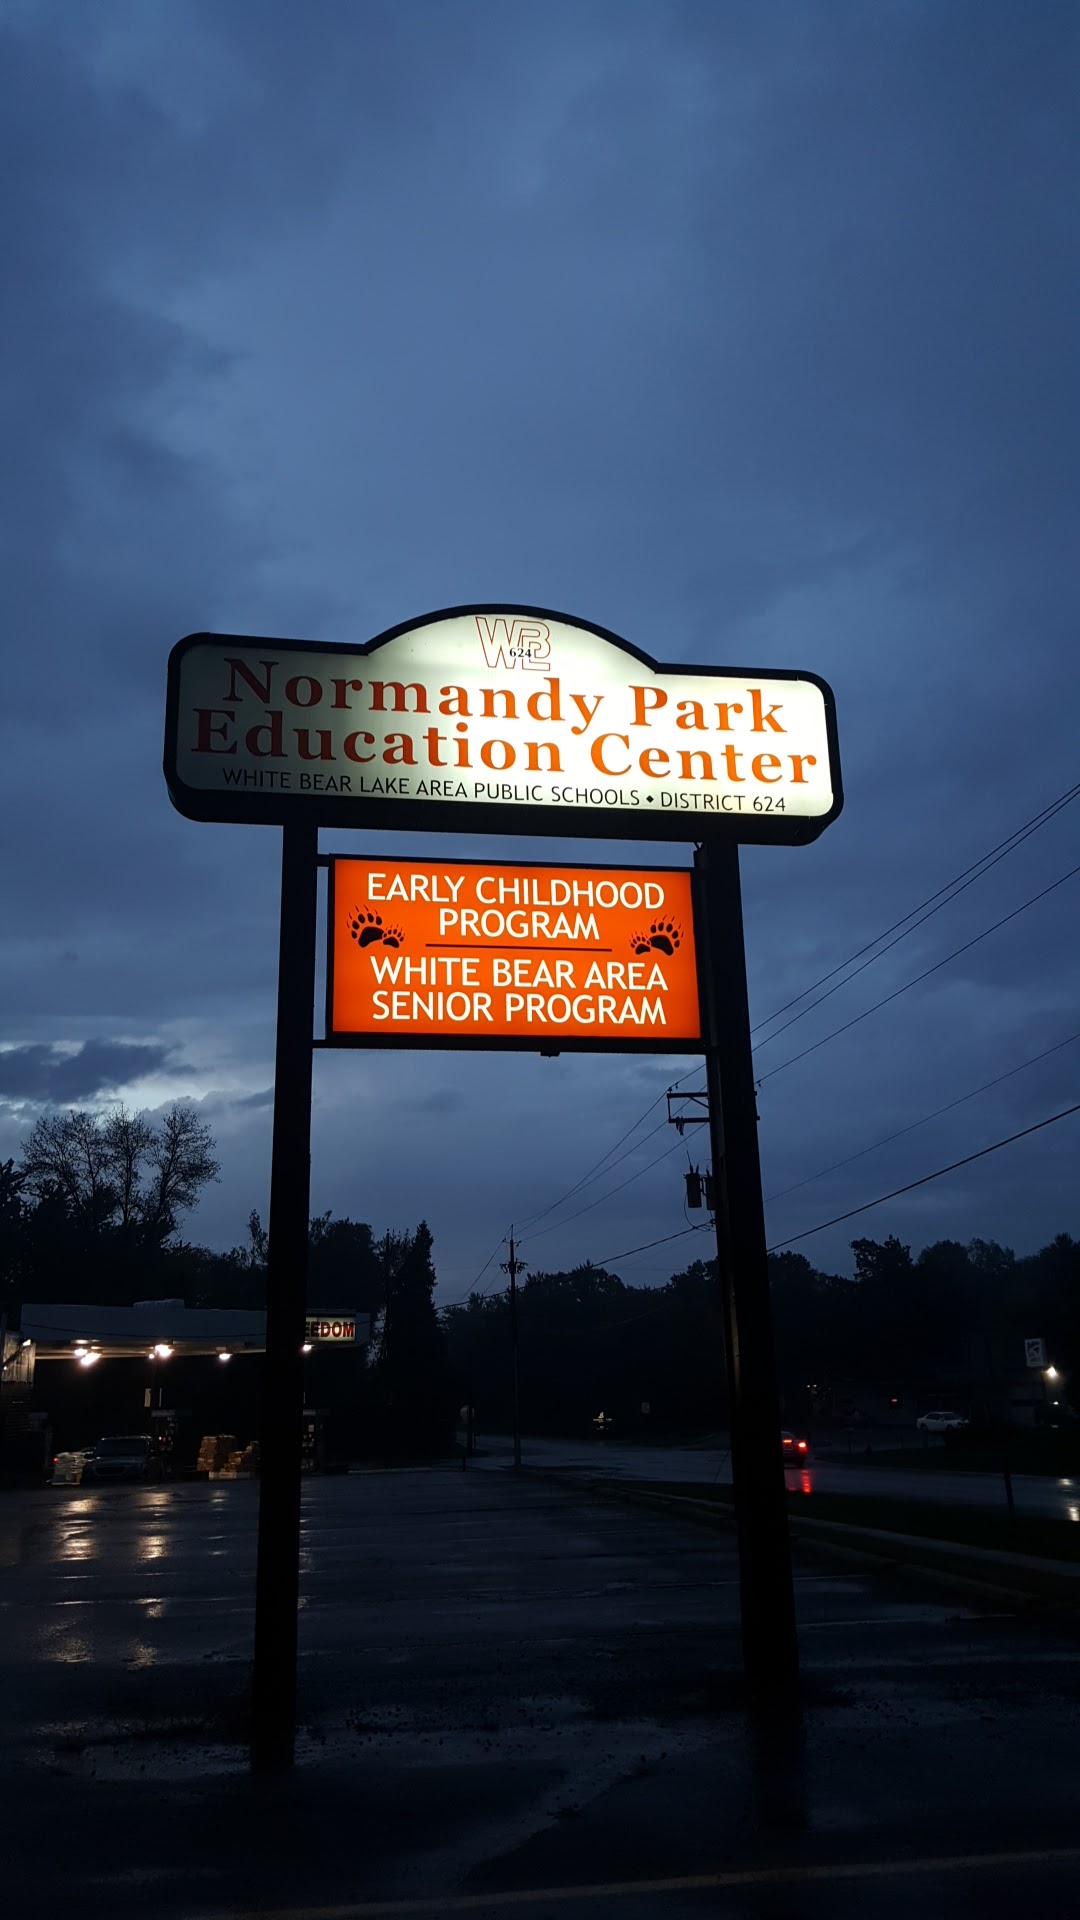 WBL
624
Normandy Park
Education Center
WHITE BEAR LAKE AREA PUBLIC SCHOOLS • DISTRICT 624
EARLY CHILDHOOD
PROGRAM
WHITE BEAR AREA
SENIOR PROGRAM
EEDOM